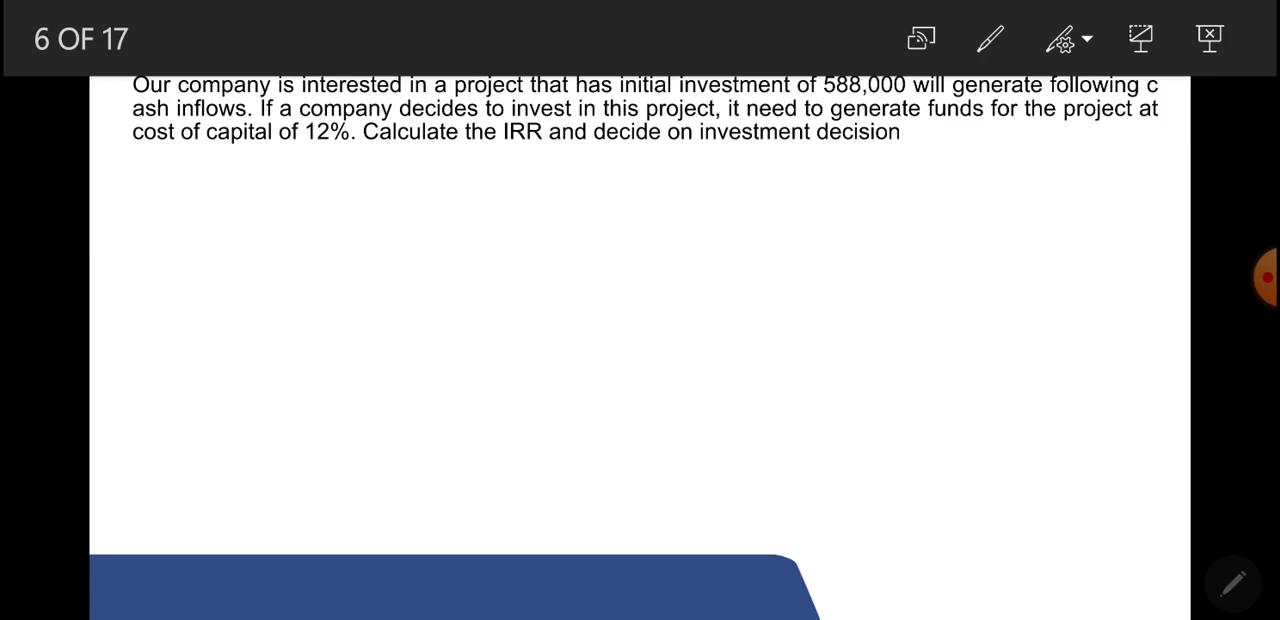 6 OF 17
Our company is interested in a project that has initial investment of 588,000 will generate following c
ash inflows. If a company decides to invest in this project, it need to generate funds for the project at
cost of capital of 12%. Calculate the IRR and decide on investment decision